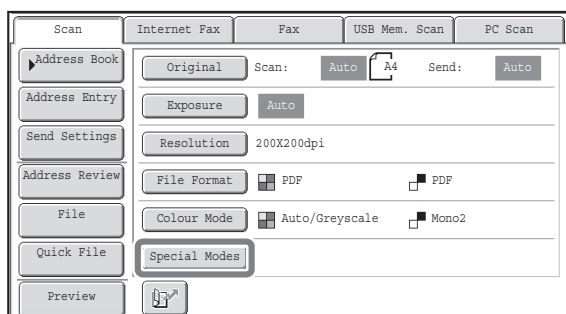 Scan Internet Fax Fax USB Mem. Scan PC Scan
Address Book
Original Scan: Auto A4 Send: Auto
Address Entry
Exposure Auto
Send Settings
Resolution 200X200dpi
Address Review
File Format PDF PDF
File
Colour Mode Auto/Greyscale Mono2
Quick File
Special Modes
Preview